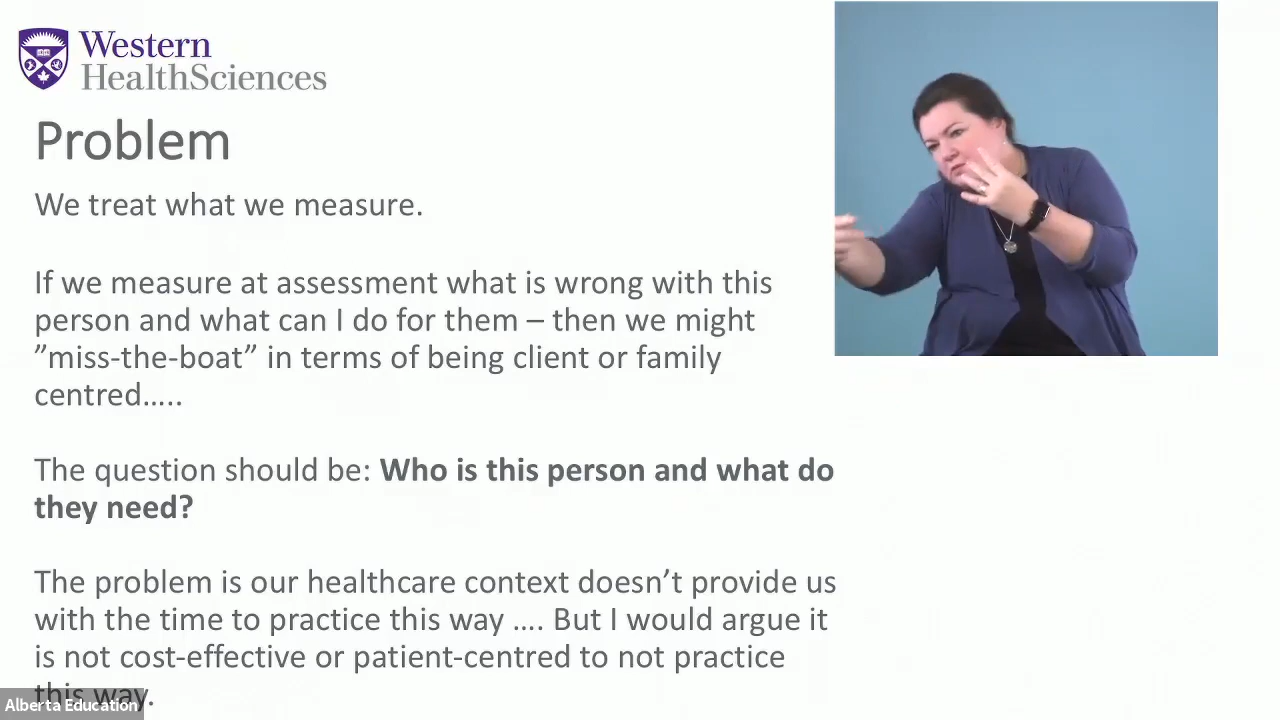 Western
HealthSciences
Problem
We treat what we measure.
If we measure at assessment what is wrong with this
person and what can I do for them – then we might
”miss-the-boat” in terms of being client or family
centred…..
The question should be: Who is this person and what do
they need?
The problem is our healthcare context doesn’t provide us
with the time to practice this way …. But I would argue it
is not cost-effective or patient-centred to not practice
this way.
Alberta Education